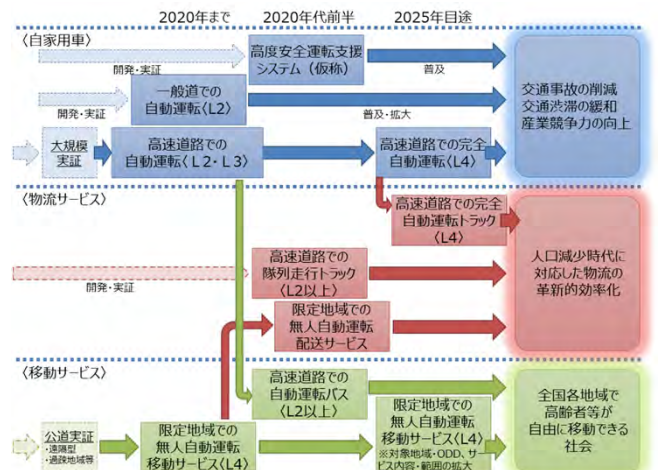 2020年まで
2020年代前半
2025年目途
〈自家用車〉
開発・実証
高度安全運転支援
システム（仮称）
普及
開発・実証
一般道での
自動運転〈L2〉
普及・拡大
大規模
実証
高速道路での
自動運転〈L2・L3〉
高速道路での完全
自動運転〈L4〉
交通事故の削減
交通渋滞の緩和
産業競争力の向上
〈物流サービス〉
高速道路での完全
自動運転トラック
〈L4〉
開発・実証
高速道路での
隊列走行トラック
〈L2以上〉
限定地域での
無人自動運転
配送サービス
人口減少時代に
対応した物流の
革新的効率化
〈移動サービス〉
高速道路での
自動運転バス
〈L2以上〉
公道実証
・遠隔型
・過疎地域等
限定地域での
無人自動運転
移動サービス〈L4〉
限定地域での
無人自動運転
移動サービス〈L4〉
※対象地域・ODD、サー
ビス内容・範囲の拡大
全国各地域で
高齢者等が
自由に移動できる
社会